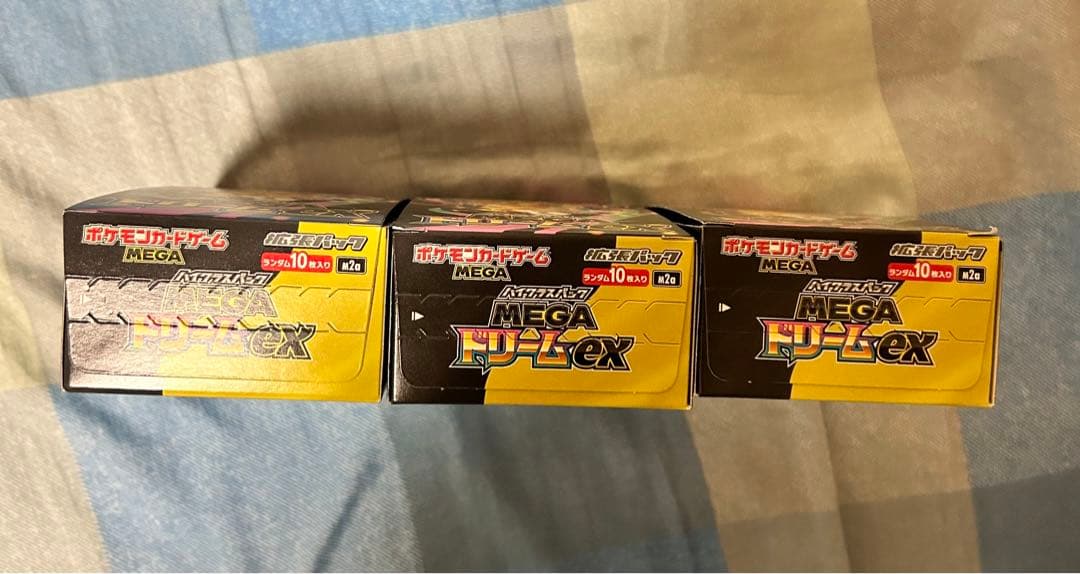 ポケモンカードゲーム
MEGA
拡張パック
ランダム10枚入り
M2a
ハイクラスパック
MEGA
ドリームex
ポケモンカードゲーム
MEGA
拡張パック
ランダム10枚入り
M2a
ハイクラスパック
MEGA
ドリームex
ポケモンカードゲーム
MEGA
拡張パック
ランダム10枚入り
M2a
ハイクラスパック
MEGA
ドリームex